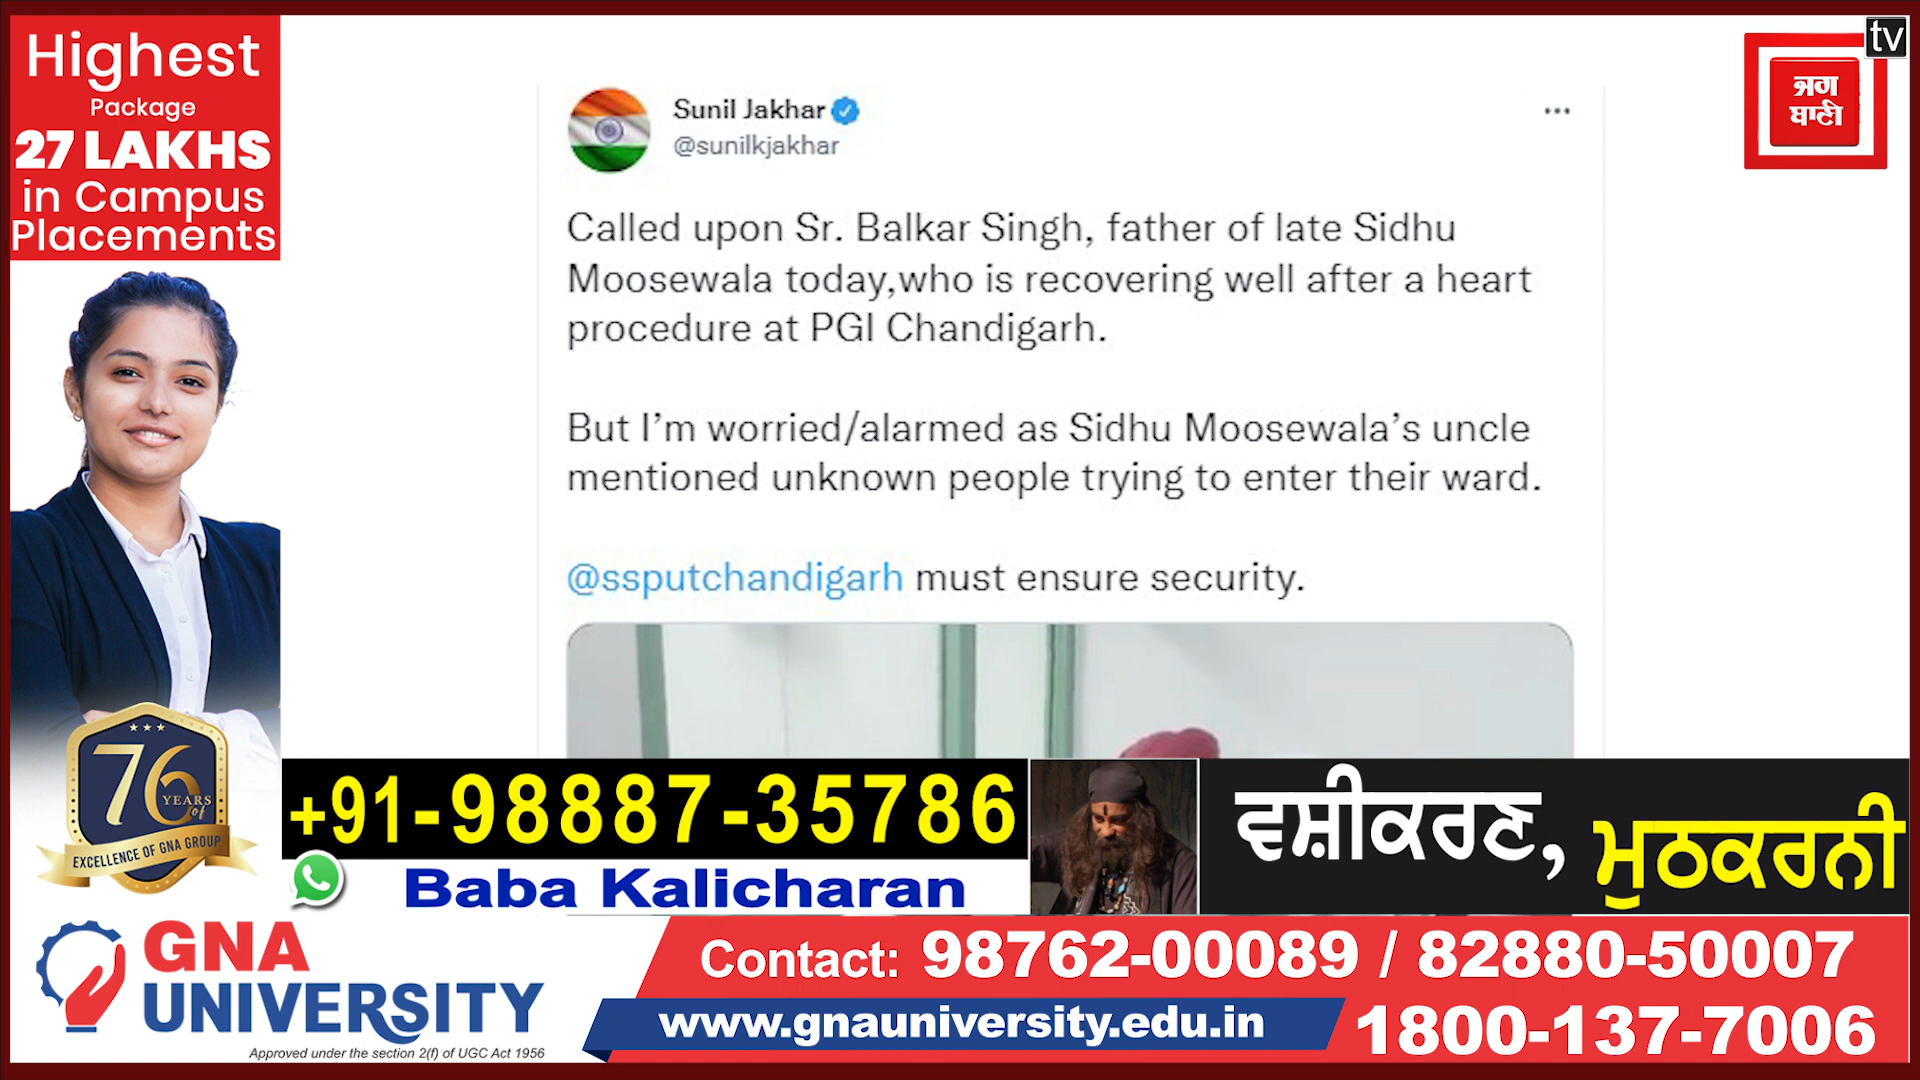 Highest
Package
27 LAKHS
in Campus
Placements
tv
ਜਗ
ਬਾਣੀ
Sunil Jakhar
@sunilkjakhar
Called upon Sr. Balkar Singh, father of late Sidhu
Moosewala today,who is recovering well after a heart
procedure at PGI Chandigarh.
But I'm worried/alarmed as Sidhu Moosewala's uncle
mentioned unknown people trying to enter their ward.
@ssputchandigarh must ensure security.
76
YEARS
of
EXCELLENCE OF GNA GROUP
+91-98887-35786
Baba Kalicharan
ਵਸ਼ੀਕਰਣ, ਮੁਠਕਰਨੀ
GNA
UNIVERSITY
Approved under the section 2(f) of UGC Act 1956
Contact: 98762-00089 / 82880-50007
www.gnauniversity.edu.in
1800-137-7006